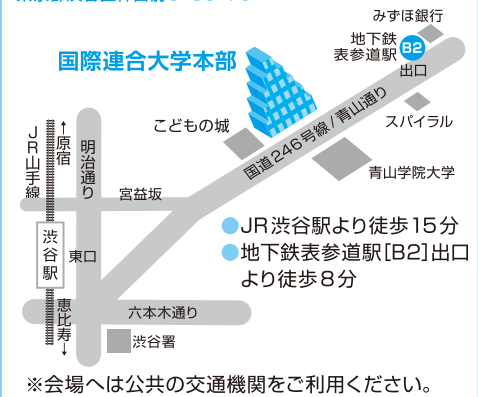 みずほ銀行
地下鉄
表参道駅
B2
出口
国際連合大学本部
スパイラル
こどもの城
国道246号線/青山通り
青山学院大学
JR山手線
←原宿
明治通り
宮益坂
渋谷駅
東口
●JR渋谷駅より徒歩15分
●地下鉄表参道駅[B2]出口
より徒歩8分
恵比寿→
六本木通り
渋谷署
※会場へは公共の交通機関をご利用ください。